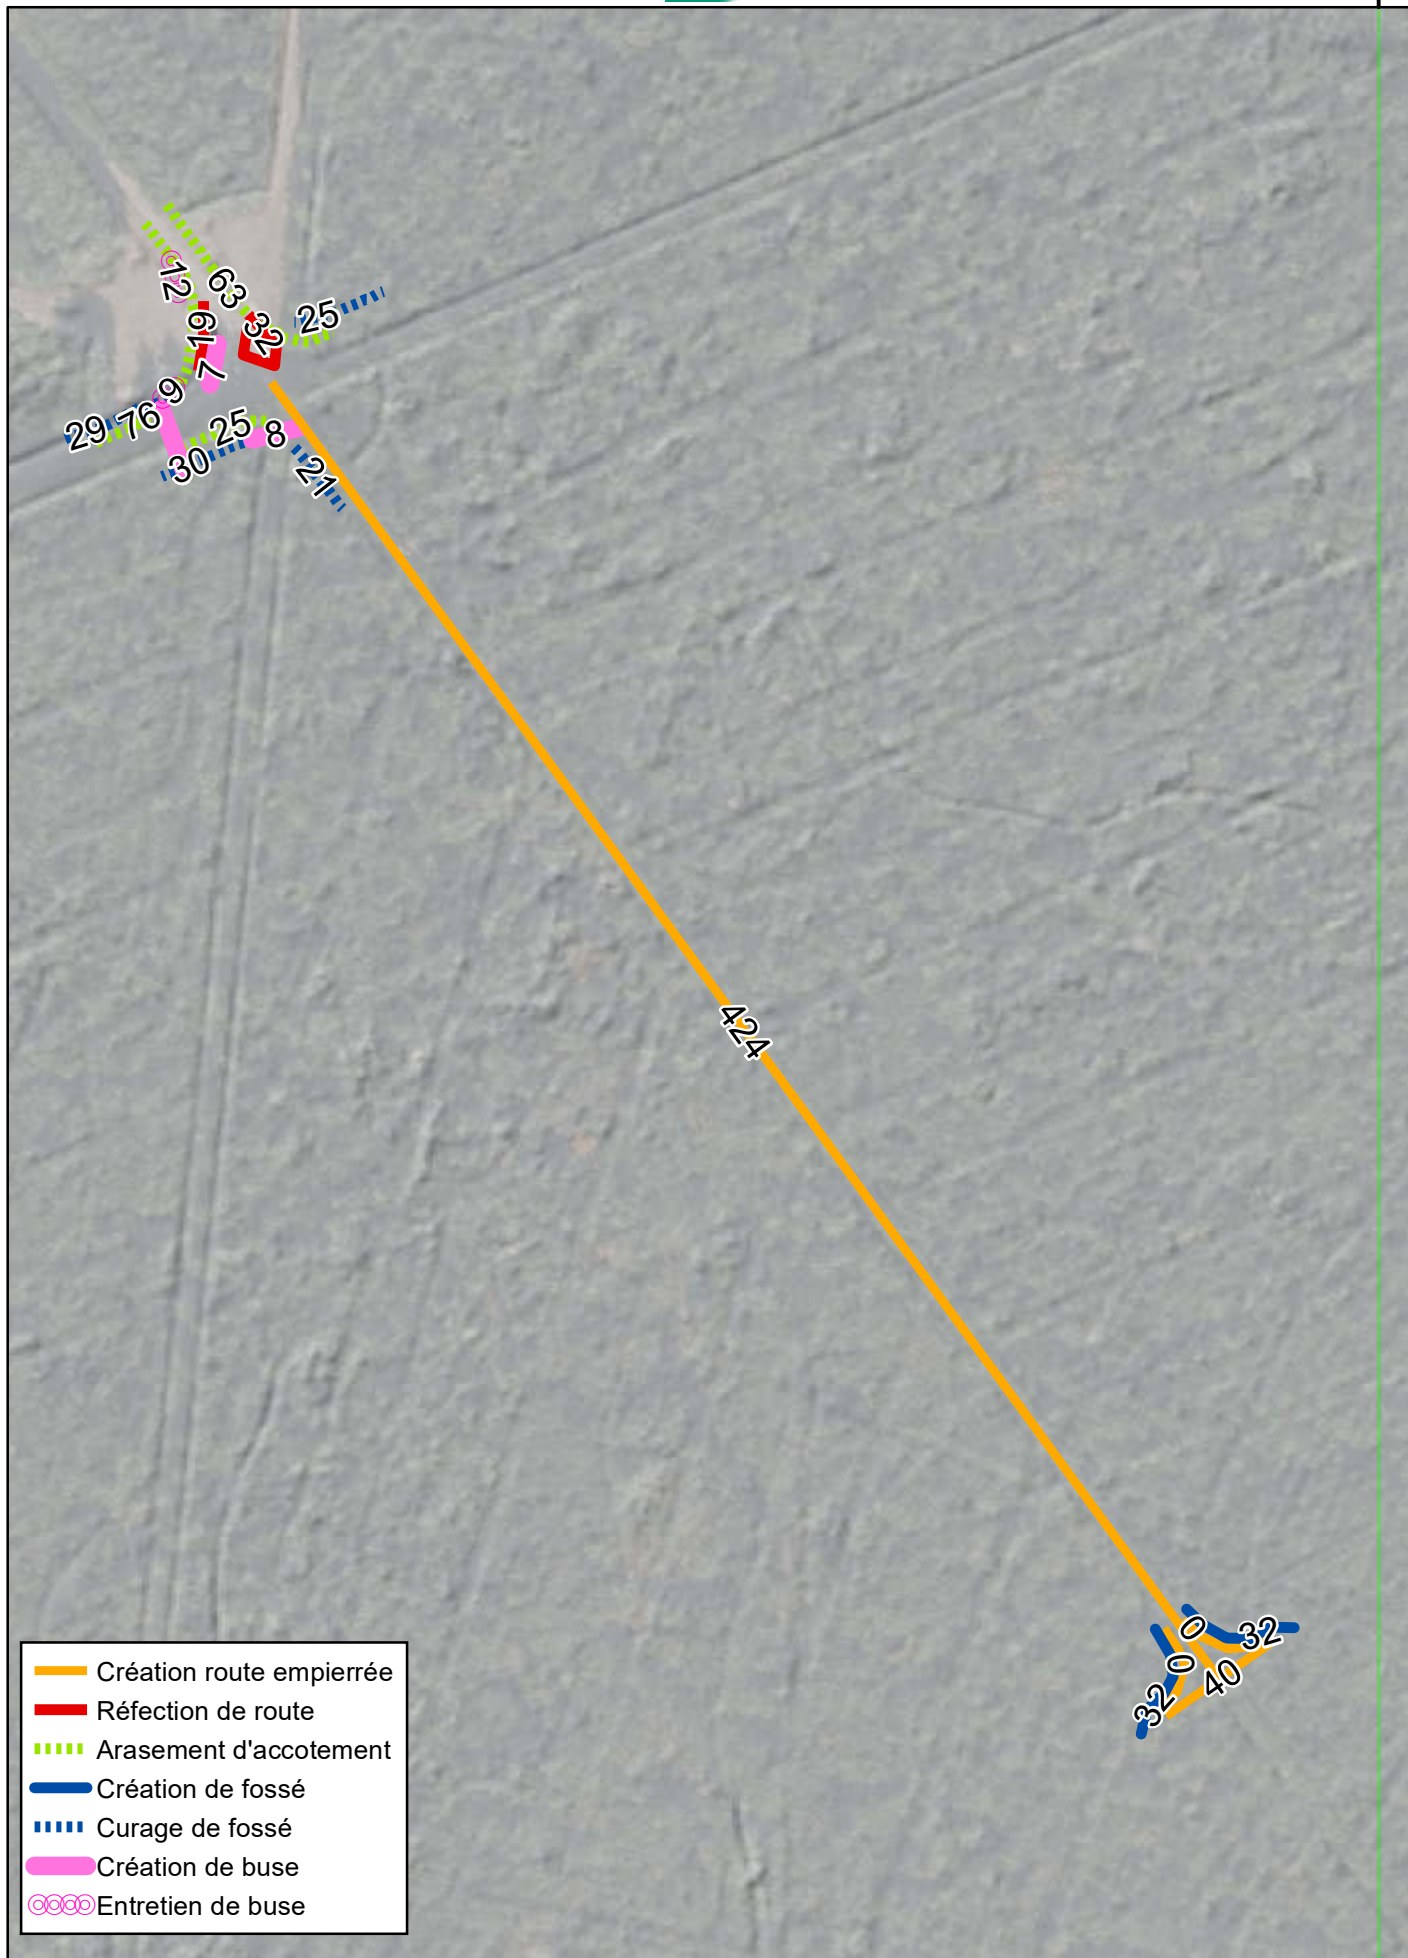 12
63
25
32
19
7
9
76
29
25
8
30
21
424
0
32
0
40
32
Création route empierrée
Réfection de route
Arasement d'accotement
Création de fossé
Curage de fossé
Création de buse
Entretien de buse